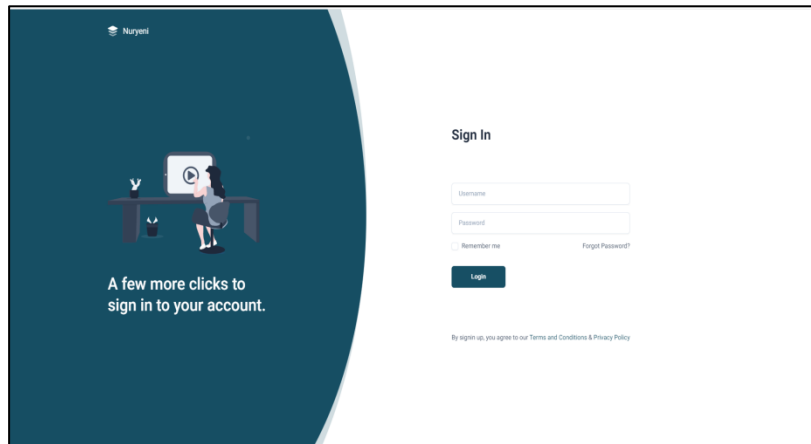 Nuryeni
A few more clicks to
sign in to your account.
Sign In
Username
Password
Remember me
Forgot Password?
Login
By signin up, you agree to our Terms and Conditions & Privacy Policy